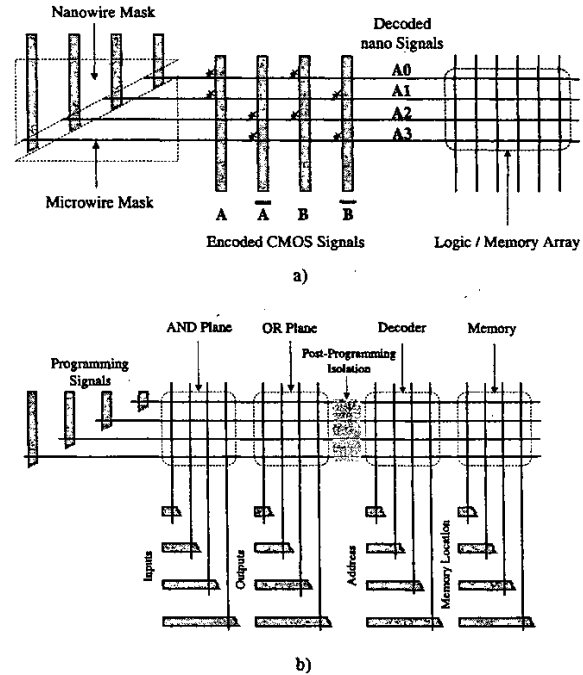 Nanowire Mask
Decoded
nano Signals
A0
A1
A2
A3
Microwire Mask
A A B B
Encoded CMOS Signals
Logic / Memory Array
a)
AND Plane
OR Plane
Decoder
Memory
Post-Programming
Isolation
Programming
Signals
Inputs
Outputs
Address
Memory Location
b)